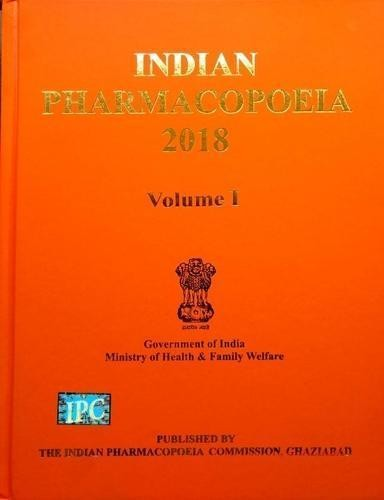 INDIAN
PHARMACOPOEIA
2018
Volume I
सत्यमेव जयते
Government of India
Ministry of Health & Family Welfare
IPC
PUBLISHED BY
THE INDIAN PHARMACOPOEIA COMMISSION, GHAZIABAD